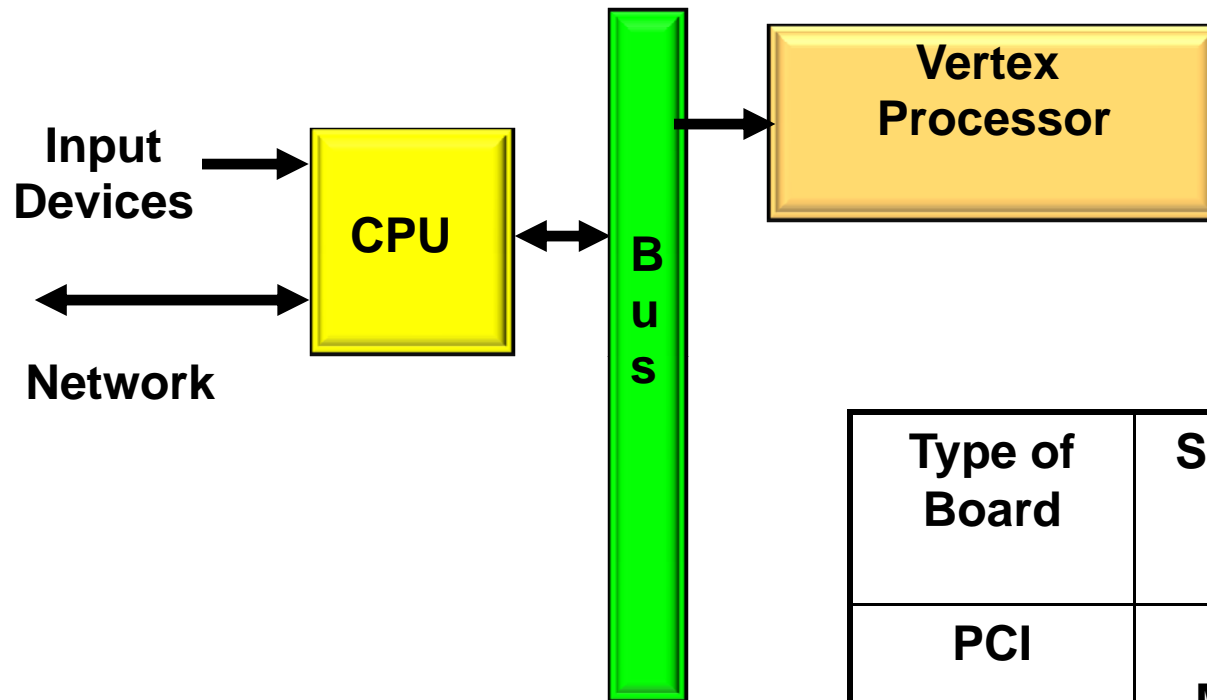 Input
Devices
Network
CPU
B
u
s
Vertex
Processor
Type of
Board
S
PCI